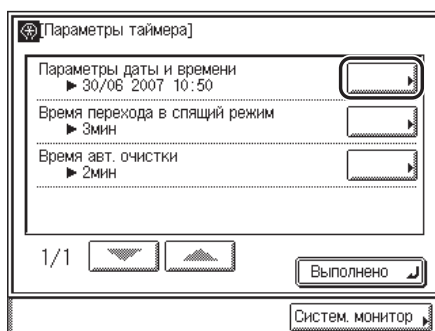 [Параметры таймера]
Параметры даты и времени
► 30/06 2007 10:50
Время перехода в спящий режим
► 3мин
Время авт. очистки
► 2мин
1/1
Выполнено
Систем. монитор